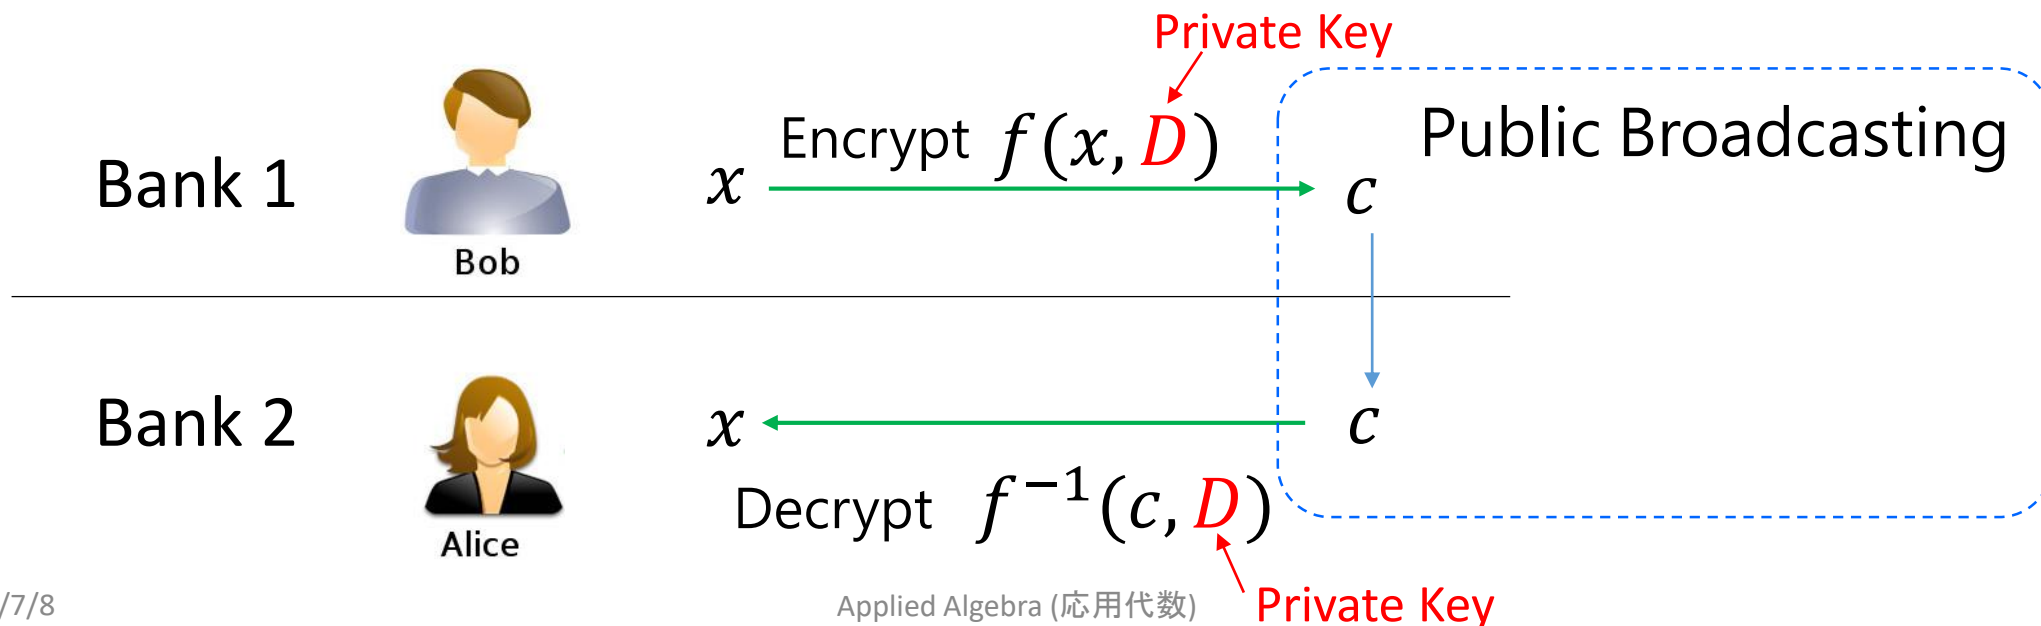 Private Key
Encrypt f(x, D)
Public Broadcasting
Bank 1
x
c
Bob
Bank 2
x
c
Decrypt f⁻¹(c, D)
Alice
/7/8
Applied Algebra (応用代数)
Private Key